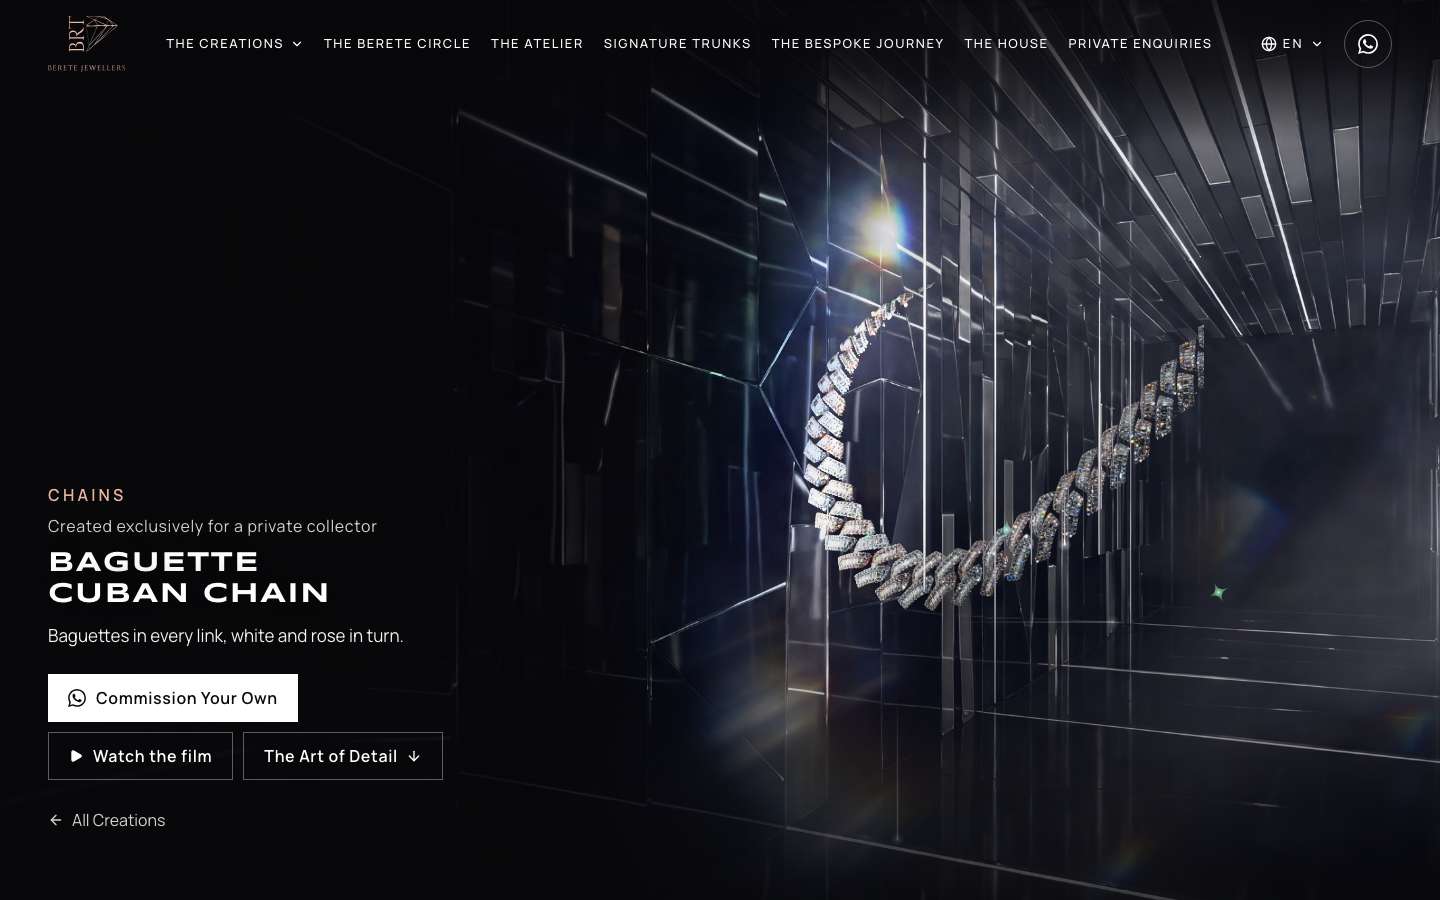 BRT
BERETE JEWELLERS
THE CREATIONS
THE BERETE CIRCLE
THE ATELIER
SIGNATURE TRUNKS
THE BESPOKE JOURNEY
THE HOUSE
PRIVATE ENQUIRIES
EN
CHAINS
Created exclusively for a private collector
BAGUETTE
CUBAN CHAIN
Baguettes in every link, white and rose in turn.
Commission Your Own
Watch the film
The Art of Detail
All Creations